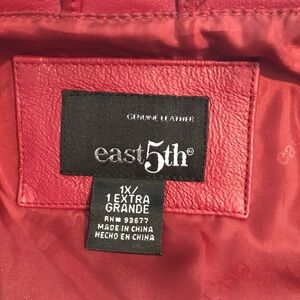 GENUINE LEATHER
east5th®
1X/
1 EXTRA
GRANDE
RN# 93677
MADE IN CHINA
HECHO EN CHINA